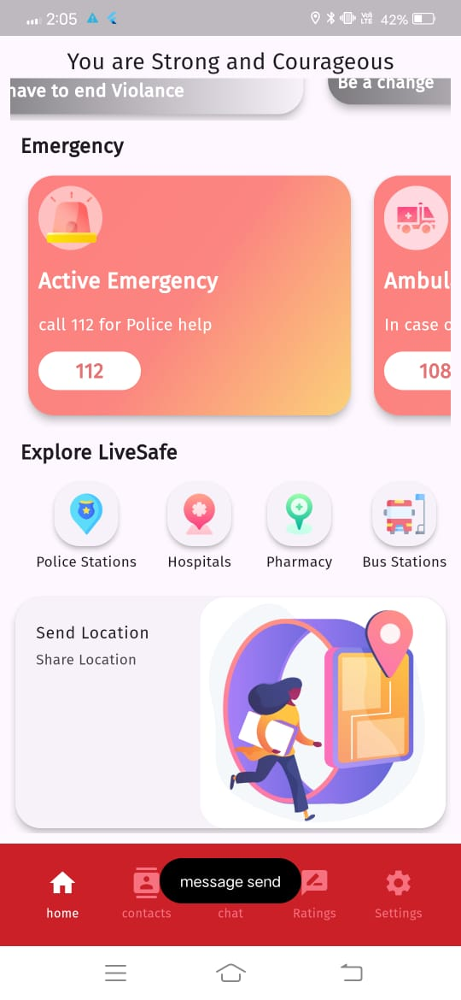 2:05
Vo)
LTE
42%
You are Strong and Courageous
have to end Violance
Be a change
Emergency
Active Emergency
call 112 for Police help
112
Ambul
In case o
108
Explore LiveSafe
Police Stations
Hospitals
Pharmacy
Bus Stations
Send Location
Share Location
message send
home
contacts
chat
Ratings
Settings